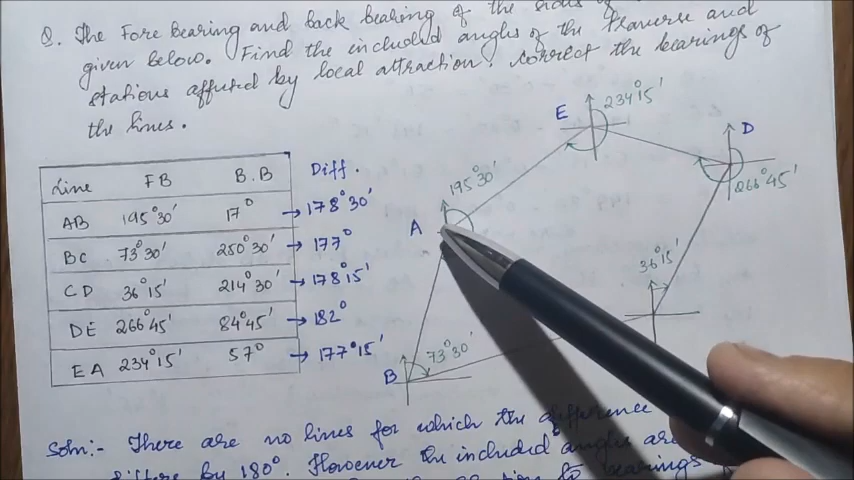 Q. The Fore bearing and back bearing of the sides of
given below. Find the included angles of the traverse and
stations affected by local attraction. correct the bearings of
the lines.
Line FB B.B Diff.
AB 195°30' 17° → 178°30'
BC 73°30' 250°30' → 177°
CD 36°15' 214°30' → 178°15'
DE 266°45' 84°45' → 182°
EA 234°15' 57° → 177°15'
E
234°15'
D
266°45'
195°30'
A
36°15'
B
73°30'
Soln:- There are no lines for which the difference
differs by 180°. However the included angles are
to bearings